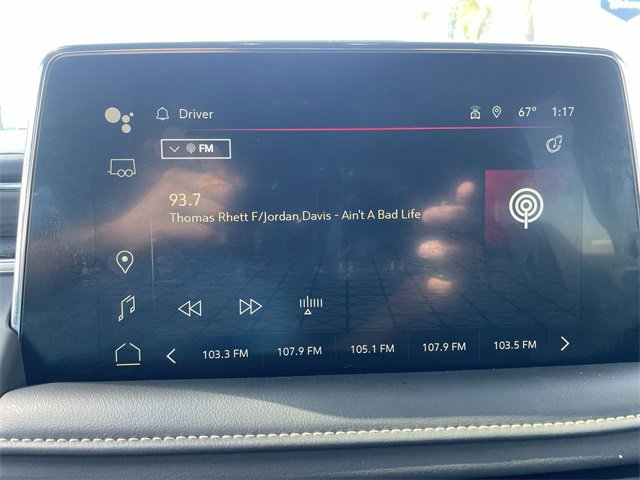 Driver
67° 1:17
FM
93.7
Thomas Rhett F/Jordan Davis - Ain't A Bad Life
103.3 FM 107.9 FM 105.1 FM 107.9 FM 103.5 FM